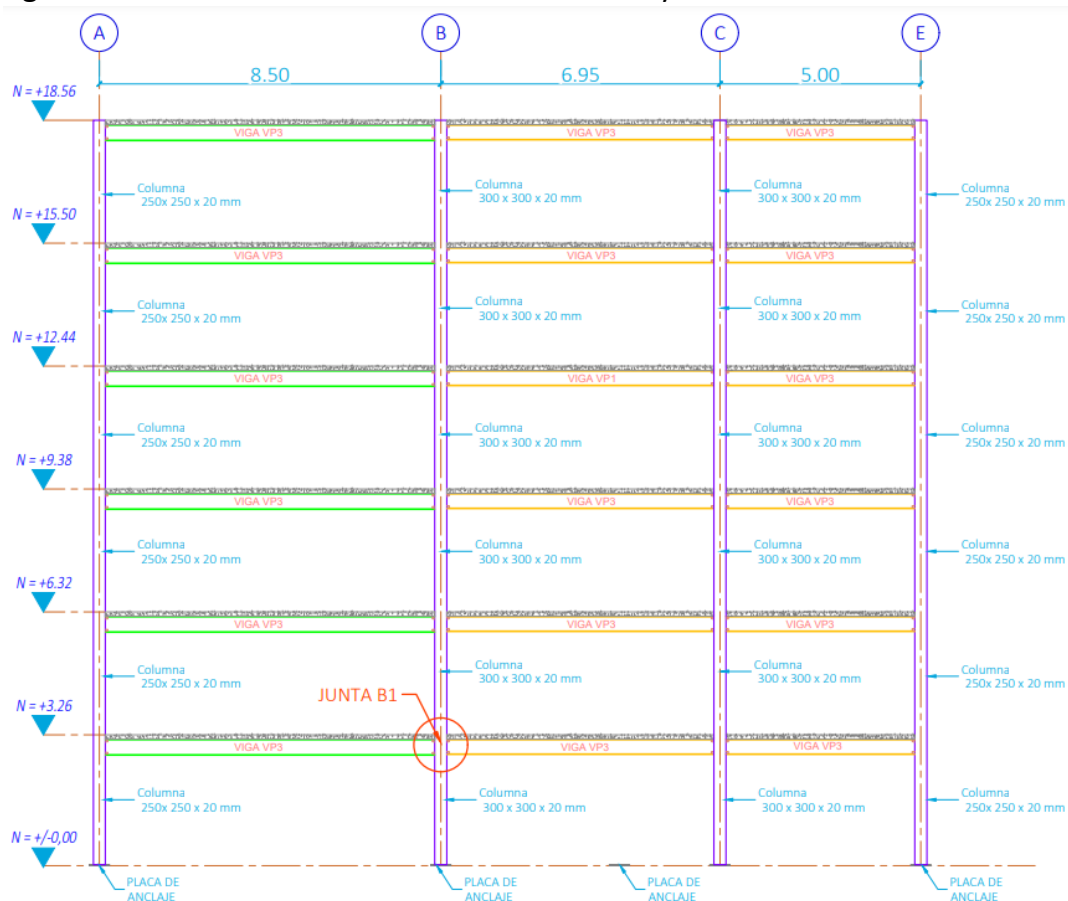 A
B
C
E
8.50
6.95
5.00
N = +18.56
VIGA VP3
VIGA VP3
VIGA VP3
Columna
250x 250 x 20 mm
Columna
300 x 300 x 20 mm
Columna
300 x 300 x 20 mm
Columna
250x 250 x 20 mm
N = +15.50
VIGA VP3
VIGA VP3
VIGA VP3
Columna
250x 250 x 20 mm
Columna
300 x 300 x 20 mm
Columna
300 x 300 x 20 mm
Columna
250x 250 x 20 mm
N = +12.44
VIGA VP3
VIGA VP1
VIGA VP3
Columna
250x 250 x 20 mm
Columna
300 x 300 x 20 mm
Columna
300 x 300 x 20 mm
Columna
250x 250 x 20 mm
N = +9.38
VIGA VP3
VIGA VP3
VIGA VP3
Columna
250x 250 x 20 mm
Columna
300 x 300 x 20 mm
Columna
300 x 300 x 20 mm
Columna
250x 250 x 20 mm
N = +6.32
VIGA VP3
VIGA VP3
VIGA VP3
Columna
250x 250 x 20 mm
Columna
300 x 300 x 20 mm
Columna
300 x 300 x 20 mm
Columna
250x 250 x 20 mm
JUNTA B1
N = +3.26
VIGA VP3
VIGA VP3
VIGA VP3
Columna
250x 250 x 20 mm
Columna
300 x 300 x 20 mm
Columna
300 x 300 x 20 mm
Columna
250x 250 x 20 mm
N = +/-0,00
PLACA DE
ANCLAJE
PLACA DE
ANCLAJE
PLACA DE
ANCLAJE
PLACA DE
ANCLAJE